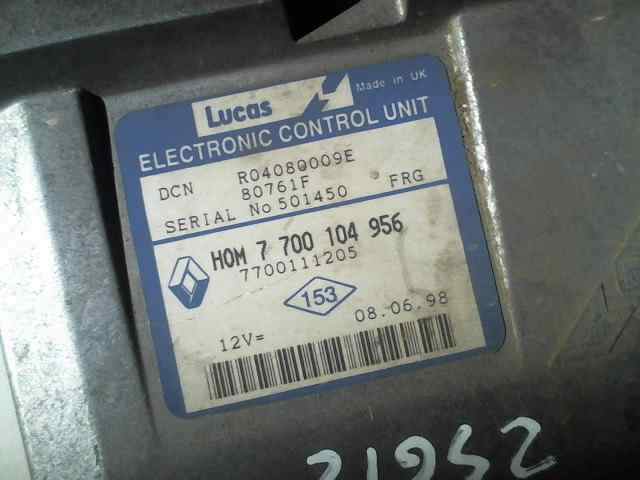 Lucas Made in UK
ELECTRONIC CONTROL UNIT
DCN R04080009E
80761F
SERIAL No 501450 FRG
HOM 7 700 104 956
7700111205
153
12V= 08.06.98